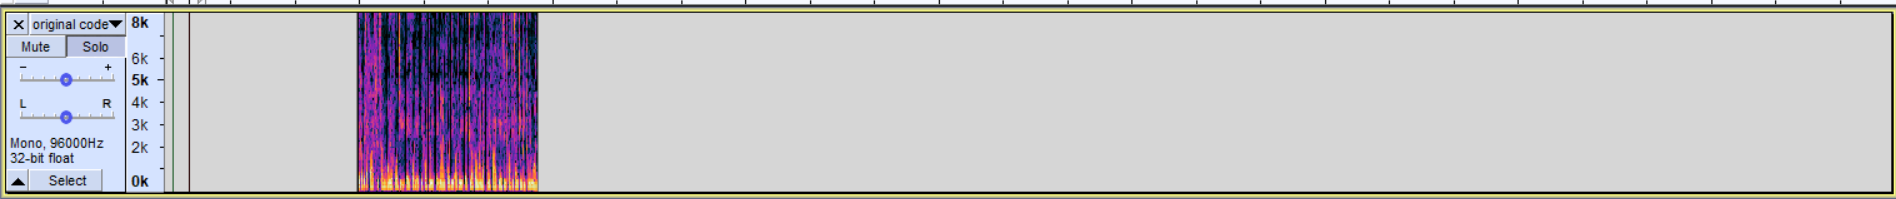 original code
Mute Solo
- +
L R
Mono, 96000Hz
32-bit float
Select
8k
6k
5k
4k
3k
2k
0k